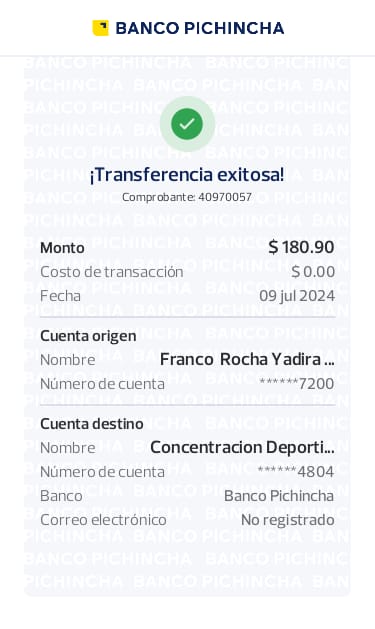 BANCO PICHINCHA
¡Transferencia exitosa!
Comprobante: 40970057
Monto $ 180.90
Costo de transacción $ 0.00
Fecha 09 jul 2024
Cuenta origen
Nombre Franco Rocha Yadira ...
Número de cuenta ******7200
Cuenta destino
Nombre Concentracion Deporti...
Número de cuenta ******4804
Banco Banco Pichincha
Correo electrónico No registrado